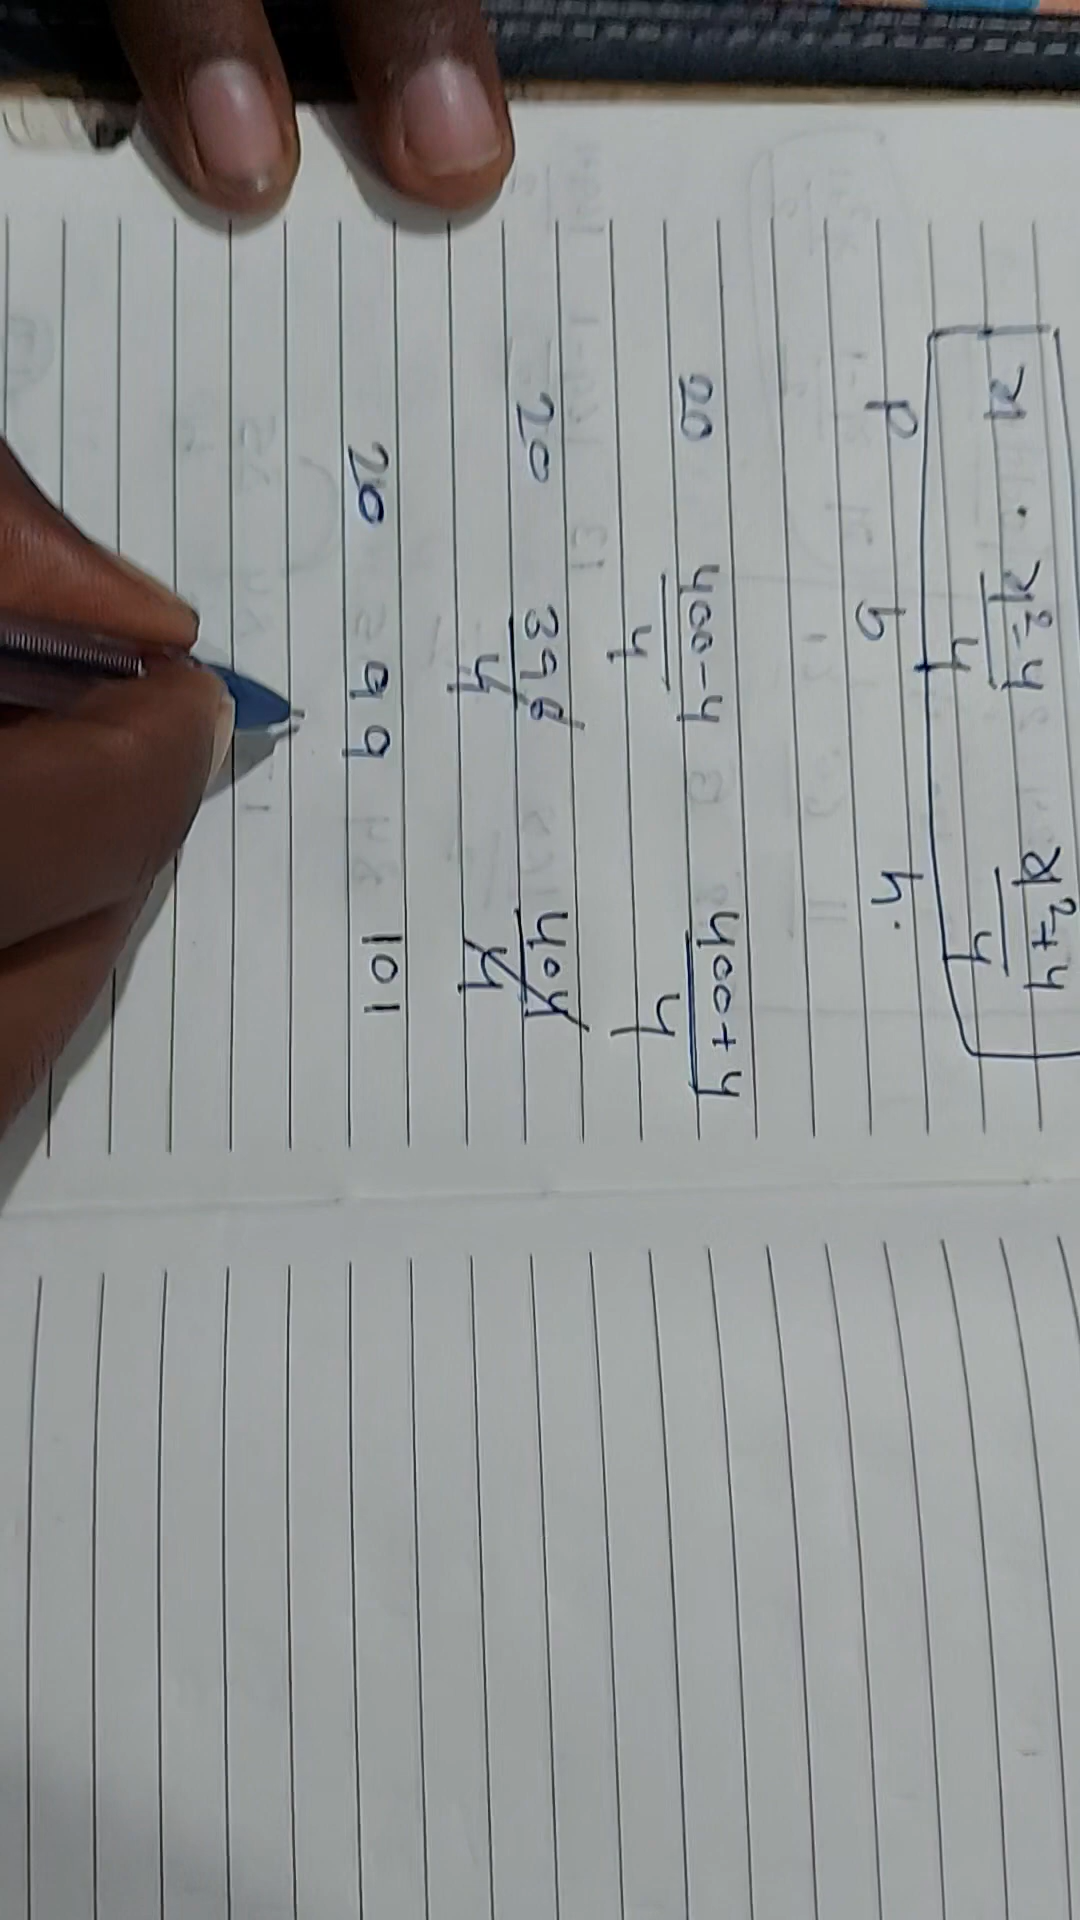 x . x²-4/4 x²+4/4
p b h.
20 400-4/4 400+4/4
20 396/4 404/4
20 99 101